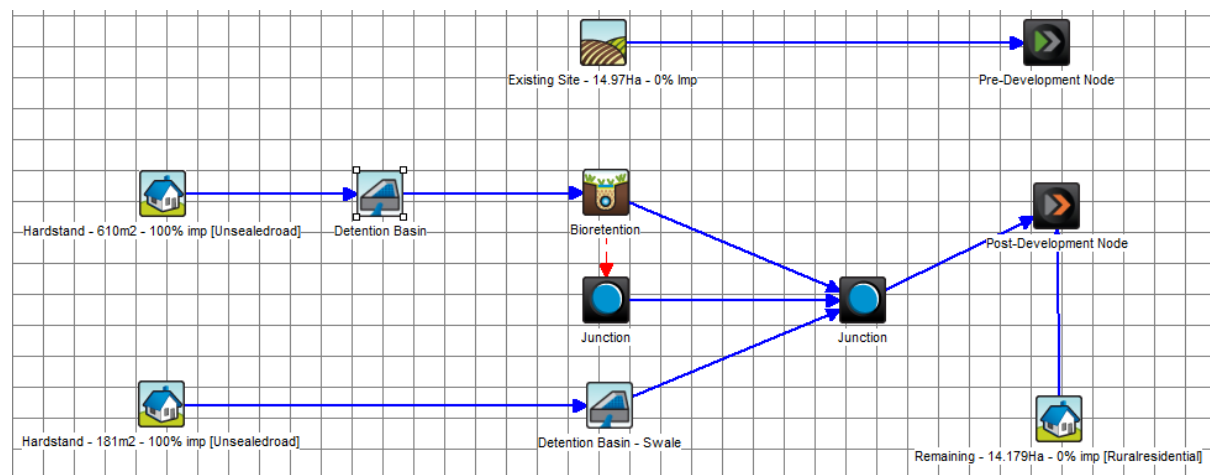 Existing Site - 14.97Ha - 0% Imp
Pre-Development Node
Hardstand - 610m2 - 100% imp [Unsealedroad]
Detention Basin
Bioretention
Post-Development Node
Junction
Junction
Hardstand - 181m2 - 100% imp [Unsealedroad]
Detention Basin - Swale
Remaining - 14.179Ha - 0% imp [Ruralresidential]